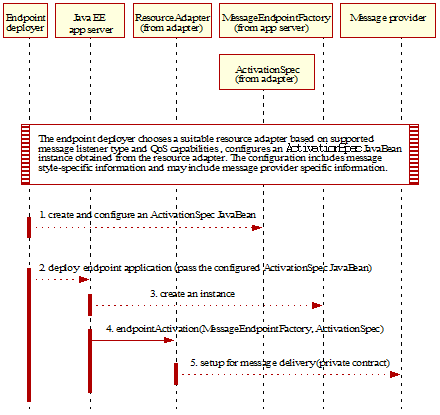 Endpoint
deployer
Java EE
app server
ResourceAdapter
(from adapter)
MessageEndpointFactory
(from app server)
Message provider
ActivationSpec
(from adapter)
The endpoint deployer chooses a suitable resource adapter based on supported
message listener type and QoS capabilities, configures an ActivationSpec JavaBean
instance obtained from the resource adapter. The configuration includes message
style-specific information and may include message provider specific information.
1. create and configure an ActivationSpec JavaBean
2. deploy endpoint application (pass the configured ActivationSpec JavaBean)
3. create an instance
4. endpointActivation(MessageEndpointFactory, ActivationSpec)
5. setup for message delivery(private contract)